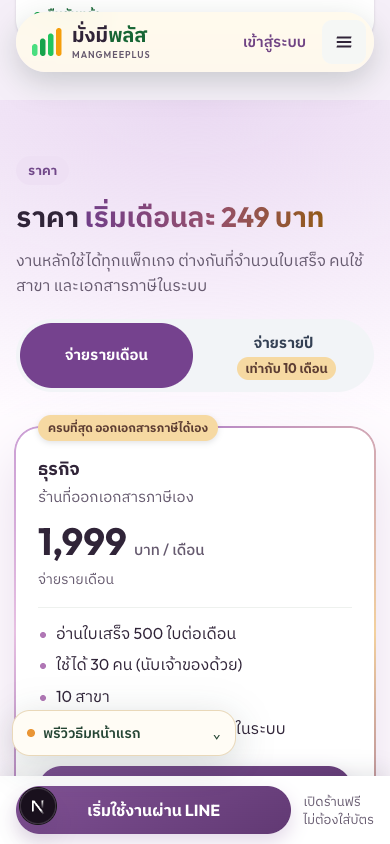 มั่งมีพลัส
MANGMEEPLUS
เข้าสู่ระบบ
ราคา
ราคา เริ่มเดือนละ 249 บาท
งานหลักใช้ได้ทุกแพ็กเกจ ต่างกันที่จำนวนใบเสร็จ คนใช้
สาขา และเอกสารภาษีในระบบ
จ่ายรายเดือน
จ่ายรายปี
เท่ากับ 10 เดือน
ครบที่สุด ออกเอกสารภาษีได้เอง
ธุรกิจ
ร้านที่ออกเอกสารภาษีเอง
1,999 บาท / เดือน
จ่ายรายเดือน
อ่านใบเสร็จ 500 ใบต่อเดือน
ใช้ได้ 30 คน (นับเจ้าของด้วย)
10 สาขา
ในระบบ
พรีวิวธีมหน้าแรก
N
เริ่มใช้งานผ่าน LINE
เปิดร้านฟรี
ไม่ต้องใส่บัตร